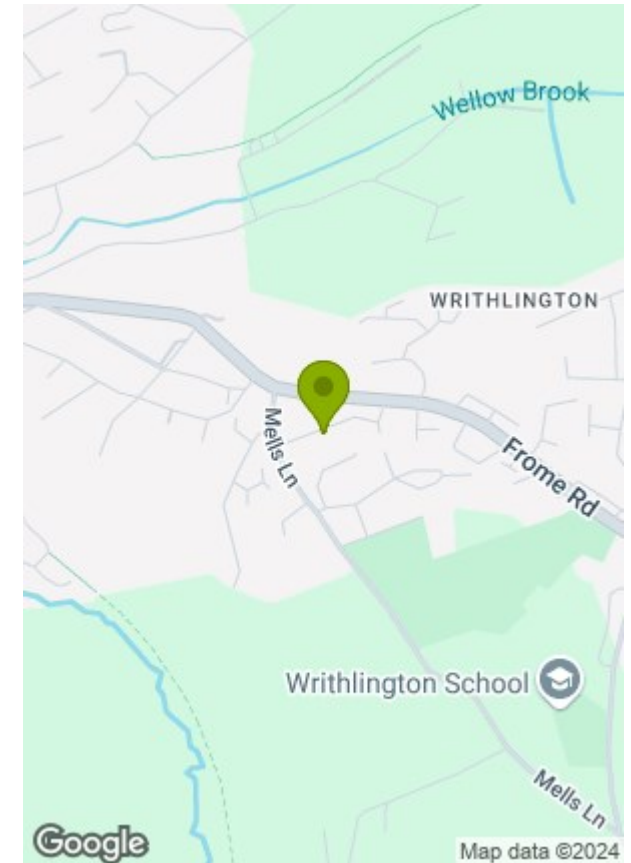 Wellow Brook
WRITHLINGTON
Mells Ln
Frome Rd
Writhlington School
Mells Ln
Google
Map data ©2024